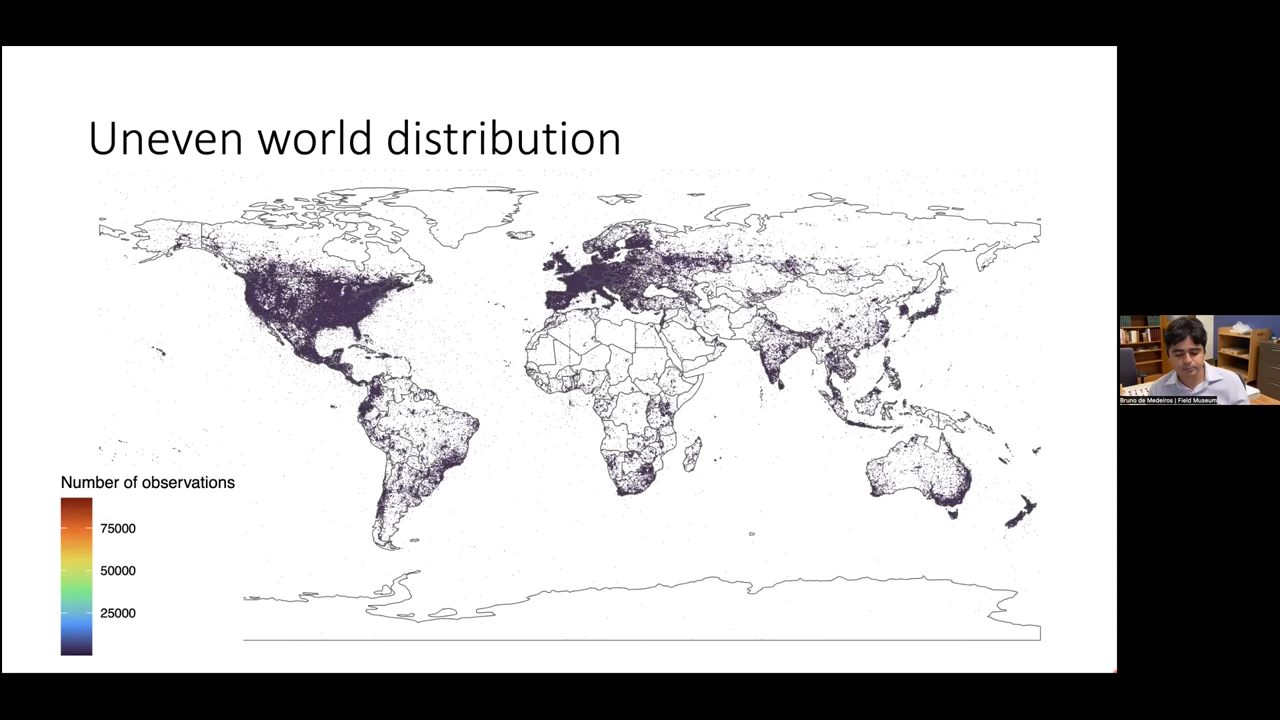 Uneven world distribution
Number of observations
75000
50000
25000
Bruno de Medeiros | Field Museum